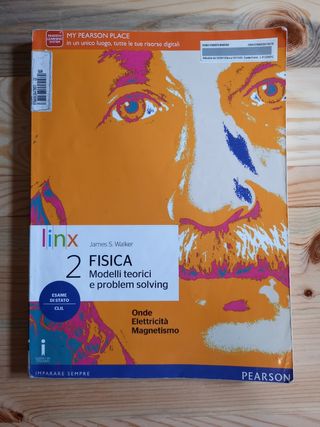 MY PEARSON PLACE
in un unico luogo, tutte le tue risorse digitali
linx
James S. Walker
2 FISICA
Modelli teorici
e problem solving
ESAME
DI STATO
CLIL
Onde
Elettricità
Magnetismo
IMPARARE SEMPRE
PEARSON